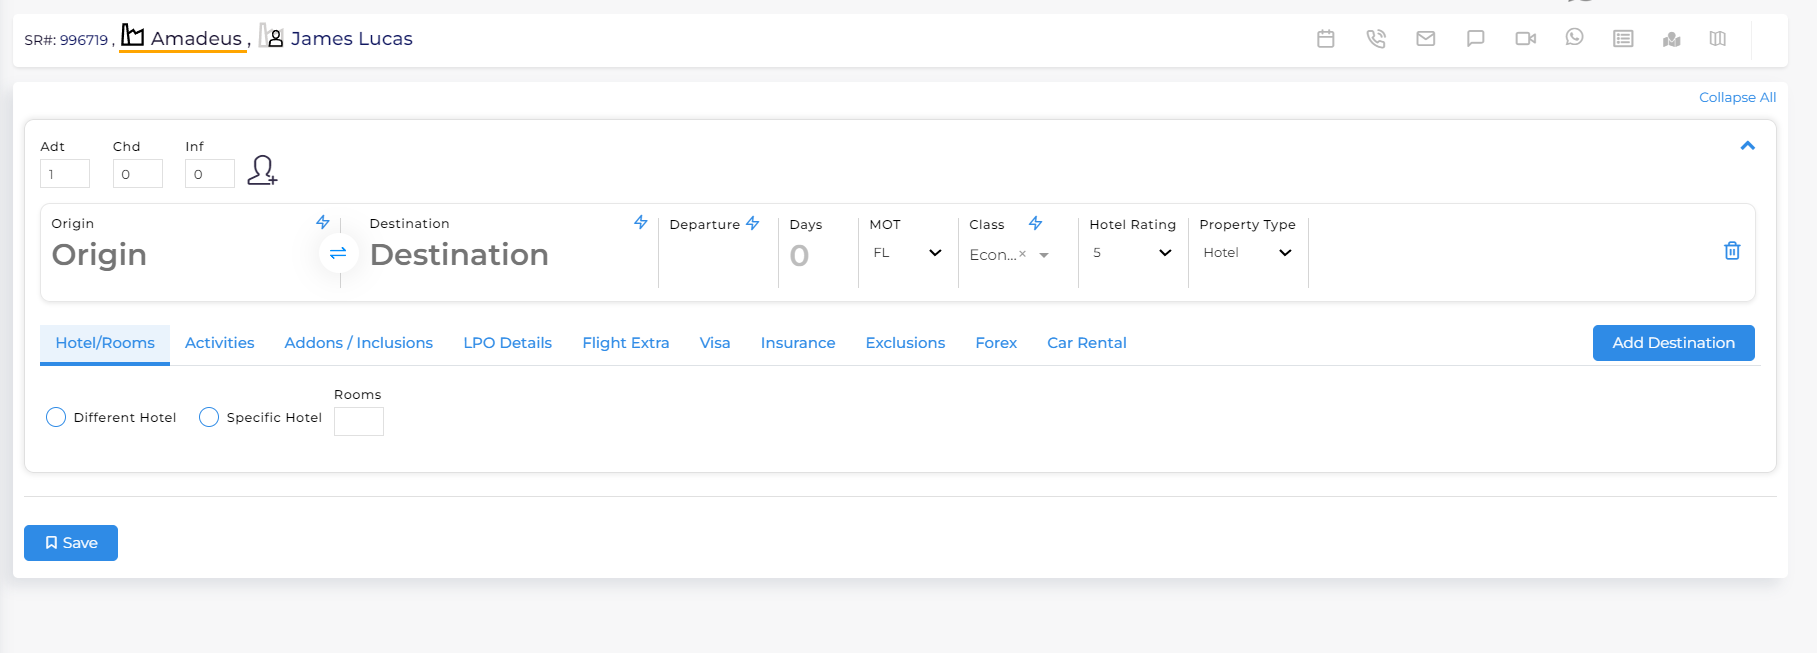 SR#: 996719 , Amadeus , James Lucas
Collapse All
Adt Chd Inf
1 0 0
Origin Destination Departure Days MOT Class Hotel Rating Property Type
Origin Destination 0 FL Econ...× 5 Hotel
Hotel/Rooms Activities Addons / Inclusions LPO Details Flight Extra Visa Insurance Exclusions Forex Car Rental Add Destination
Rooms
Different Hotel Specific Hotel
Save